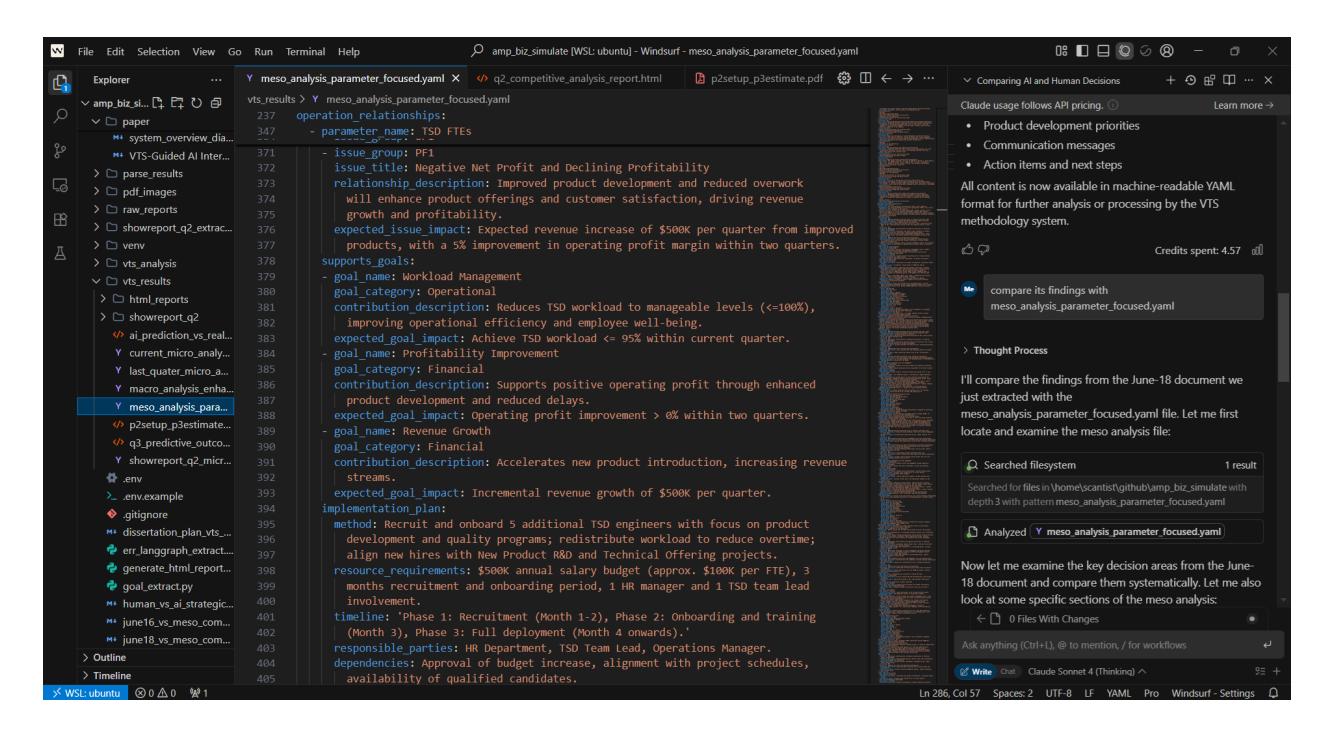 File Edit Selection View Go Run Terminal Help
amp_biz_simulate [WSL: ubuntu] - Windsurf - meso_analysis_parameter_focused.yaml
Explorer
amp_biz_si...
paper
system_overview_dia...
VTS-Guided AI Inter...
parse_results
pdf_images
raw_reports
showreport_q2_extrac...
venv
vts_analysis
vts_results
html_reports
showreport_q2
ai_prediction_vs_real...
current_micro_analy...
last_quater_micro_a...
macro_analysis_enha...
meso_analysis_para...
p2setup_p3estimate...
q3_predictive_outco...
showreport_q2_micr...
.env
.env.example
.gitignore
dissertation_plan_vts_...
err_langgraph_extract....
generate_html_report...
goal_extract.py
human_vs_ai_strategic...
june16_vs_meso_com...
june18_vs_meso_com...
Outline
Timeline
meso_analysis_parameter_focused.yaml
q2_competitive_analysis_report.html
p2setup_p3estimate.pdf
vts_results > meso_analysis_parameter_focused.yaml
237 operation_relationships:
347 - parameter_name: TSD FTEs
371 - issue_group: PF1
372 issue_title: Negative Net Profit and Declining Profitability
373 relationship_description: Improved product development and reduced overwork
374 will enhance product offerings and customer satisfaction, driving revenue
375 growth and profitability.
376 expected_issue_impact: Expected revenue increase of $500K per quarter from improved
377 products, with a 5% improvement in operating profit margin within two quarters.
378 supports_goals:
379 - goal_name: Workload Management
380 goal_category: Operational
381 contribution_description: Reduces TSD workload to manageable levels (<=100%),
382 improving operational efficiency and employee well-being.
383 expected_goal_impact: Achieve TSD workload <= 95% within current quarter.
384 - goal_name: Profitability Improvement
385 goal_category: Financial
386 contribution_description: Supports positive operating profit through enhanced
387 product development and reduced delays.
388 expected_goal_impact: Operating profit improvement > 0% within two quarters.
389 - goal_name: Revenue Growth
390 goal_category: Financial
391 contribution_description: Accelerates new product introduction, increasing revenue
392 streams.
393 expected_goal_impact: Incremental revenue growth of $500K per quarter.
394 implementation_plan:
395 method: Recruit and onboard 5 additional TSD engineers with focus on product
396 development and quality programs; redistribute workload to reduce overtime;
397 align new hires with New Product R&D and Technical Offering projects.
398 resource_requirements: $500K annual salary budget (approx. $100K per FTE), 3
399 months recruitment and onboarding period, 1 HR manager and 1 TSD team lead
400 involvement.
401 timeline: 'Phase 1: Recruitment (Month 1-2), Phase 2: Onboarding and training
402 (Month 3), Phase 3: Full deployment (Month 4 onwards).'
403 responsible_parties: HR Department, TSD Team Lead, Operations Manager.
404 dependencies: Approval of budget increase, alignment with project schedules,
405 availability of qualified candidates.
Comparing AI and Human Decisions
Claude usage follows API pricing. Learn more →
• Product development priorities
• Communication messages
• Action items and next steps
All content is now available in machine-readable YAML
format for further analysis or processing by the VTS
methodology system.
Credits spent: 4.57
Me
compare its findings with
meso_analysis_parameter_focused.yaml
> Thought Process
I'll compare the findings from the June-18 document we
just extracted with the
meso_analysis_parameter_focused.yaml file. Let me first
locate and examine the meso analysis file:
Searched filesystem 1 result
Searched for files in \home\scantist\github\amp_biz_simulate with
depth 3 with pattern meso_analysis_parameter_focused.yaml
Analyzed meso_analysis_parameter_focused.yaml
Now let me examine the key decision areas from the June-
18 document and compare them systematically. Let me also
look at some specific sections of the meso analysis:
0 Files With Changes
Ask anything (Ctrl+L), @ to mention, / for workflows
Write Chat Claude Sonnet 4 (Thinking)
WSL: ubuntu 0 0 1
Ln 286, Col 57 Spaces: 2 UTF-8 LF YAML Pro Windsurf - Settings